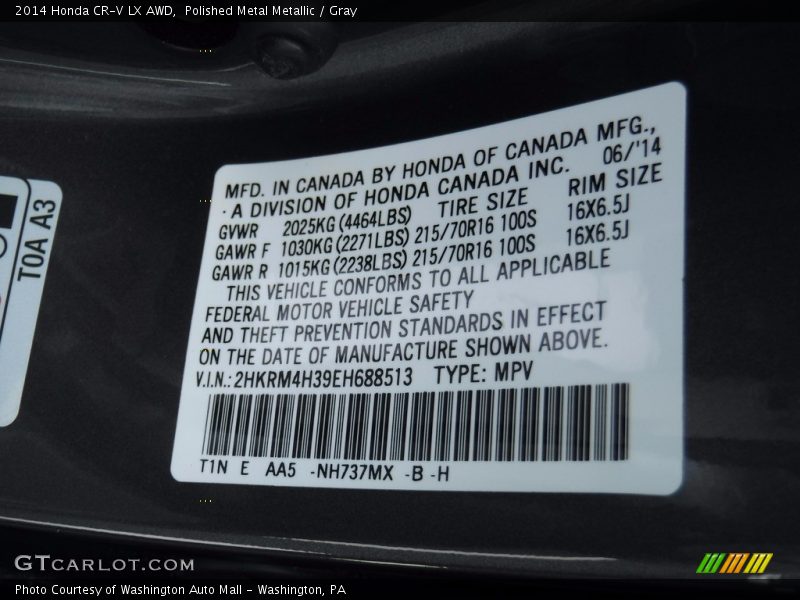 2014 Honda CR-V LX AWD, Polished Metal Metallic / Gray
T0A A3
MFD. IN CANADA BY HONDA OF CANADA MFG.,
· A DIVISION OF HONDA CANADA INC. 06/'14
GVWR 2025KG(4464LBS) TIRE SIZE RIM SIZE
GAWR F 1030KG(2271LBS) 215/70R16 100S 16X6.5J
GAWR R 1015KG(2238LBS) 215/70R16 100S 16X6.5J
THIS VEHICLE CONFORMS TO ALL APPLICABLE
FEDERAL MOTOR VEHICLE SAFETY
AND THEFT PREVENTION STANDARDS IN EFFECT
ON THE DATE OF MANUFACTURE SHOWN ABOVE.
V.I.N.: 2HKRM4H39EH688513 TYPE: MPV
T1N E AA5 -NH737MX -B -H
GTCARLOT.COM
Photo Courtesy of Washington Auto Mall - Washington, PA